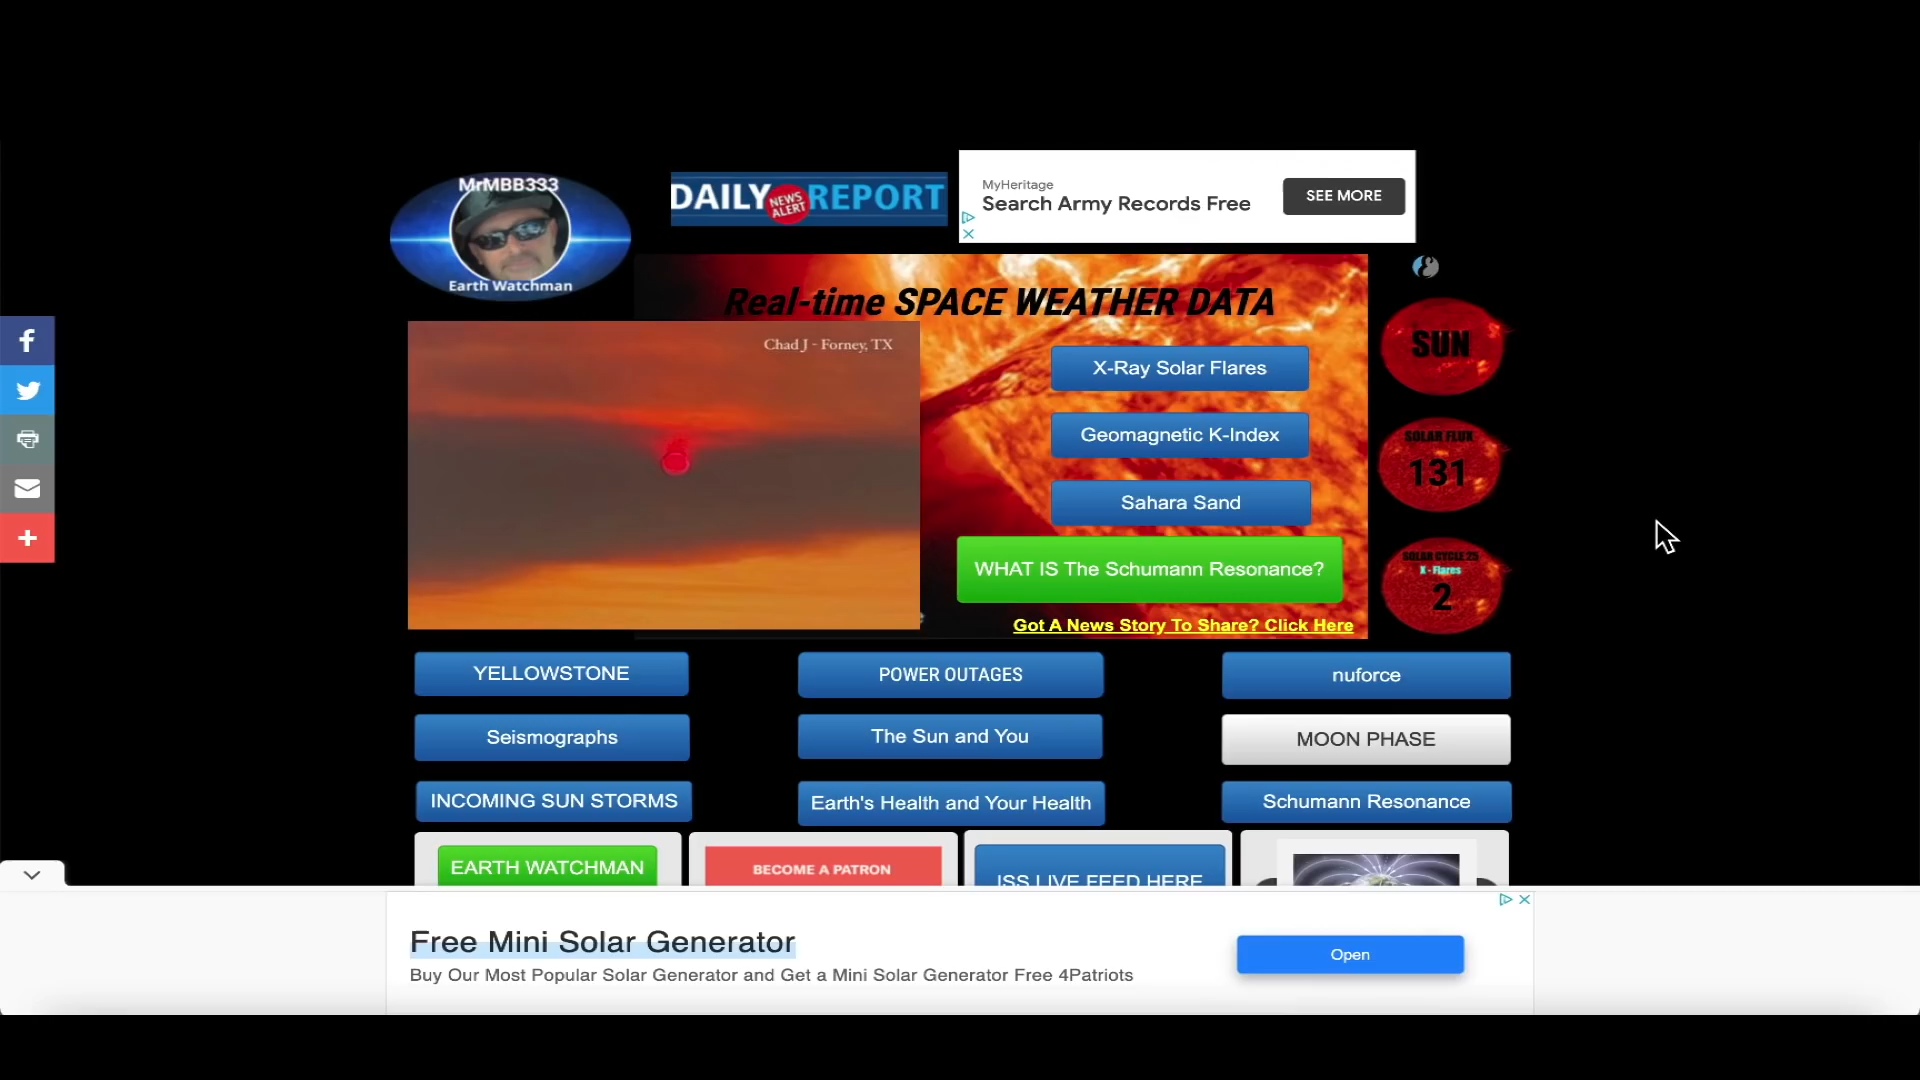 MrMBB333
Earth Watchman
DAILY NEWS ALERT REPORT
MyHeritage
Search Army Records Free
SEE MORE
Real-time SPACE WEATHER DATA
Chad J - Forney, TX
X-Ray Solar Flares
Geomagnetic K-Index
Sahara Sand
WHAT IS The Schumann Resonance?
Got A News Story To Share? Click Here
SUN
SOLAR FLUX
131
SOLAR CYCLE 25
X - Flares
2
YELLOWSTONE
POWER OUTAGES
nuforce
Seismographs
The Sun and You
MOON PHASE
INCOMING SUN STORMS
Earth's Health and Your Health
Schumann Resonance
EARTH WATCHMAN
BECOME A PATRON
ISS LIVE FEED HERE
Free Mini Solar Generator
Buy Our Most Popular Solar Generator and Get a Mini Solar Generator Free 4Patriots
Open